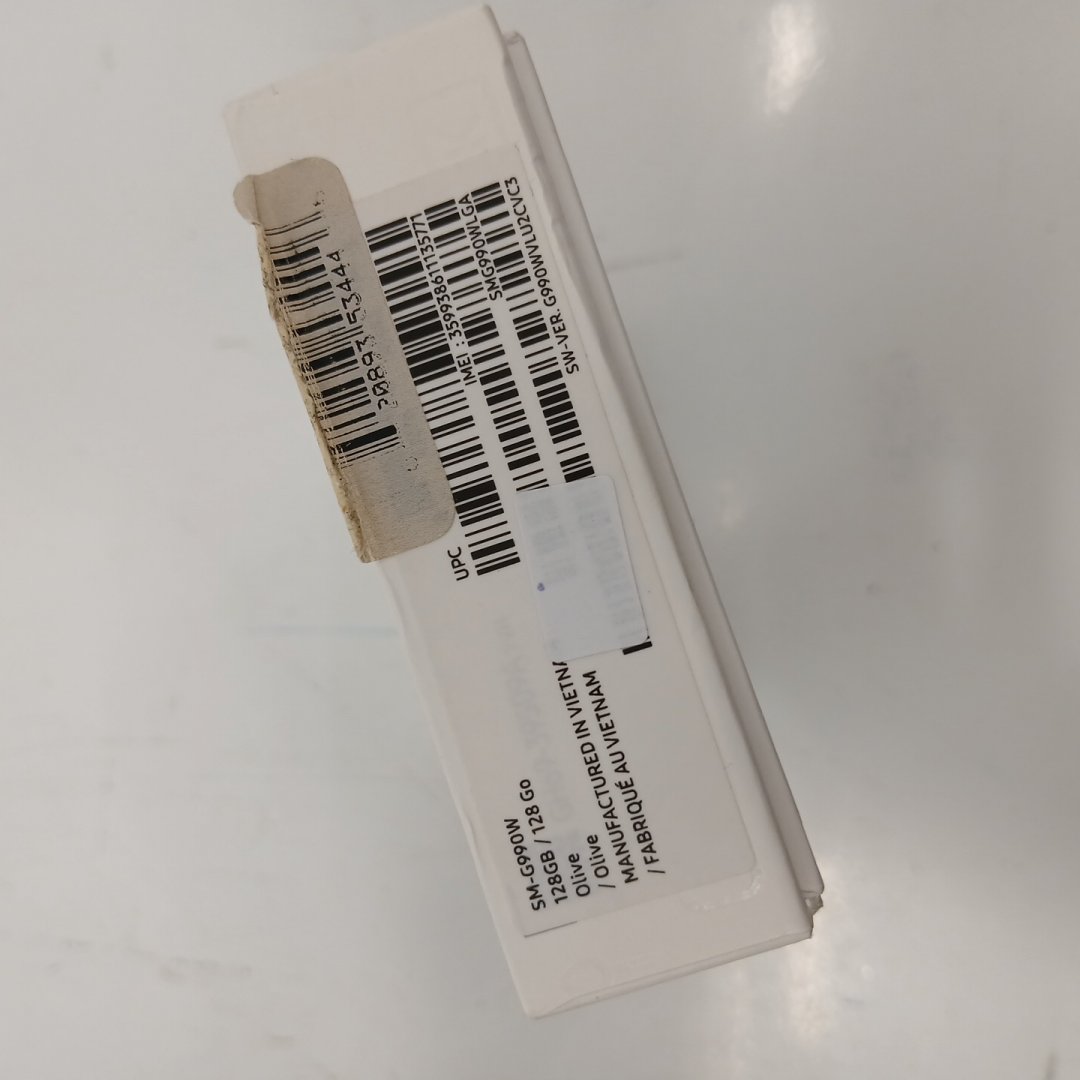 SM-G990W
128GB / 128 Go
Olive
/ Olive
MANUFACTURED IN VIETNA
/ FABRIQUÉ AU VIETNAM
UPC
20893 53444
IMEI : 359938611135771
SMG990WLGA
SW-VER. G990WVLU2CVC3